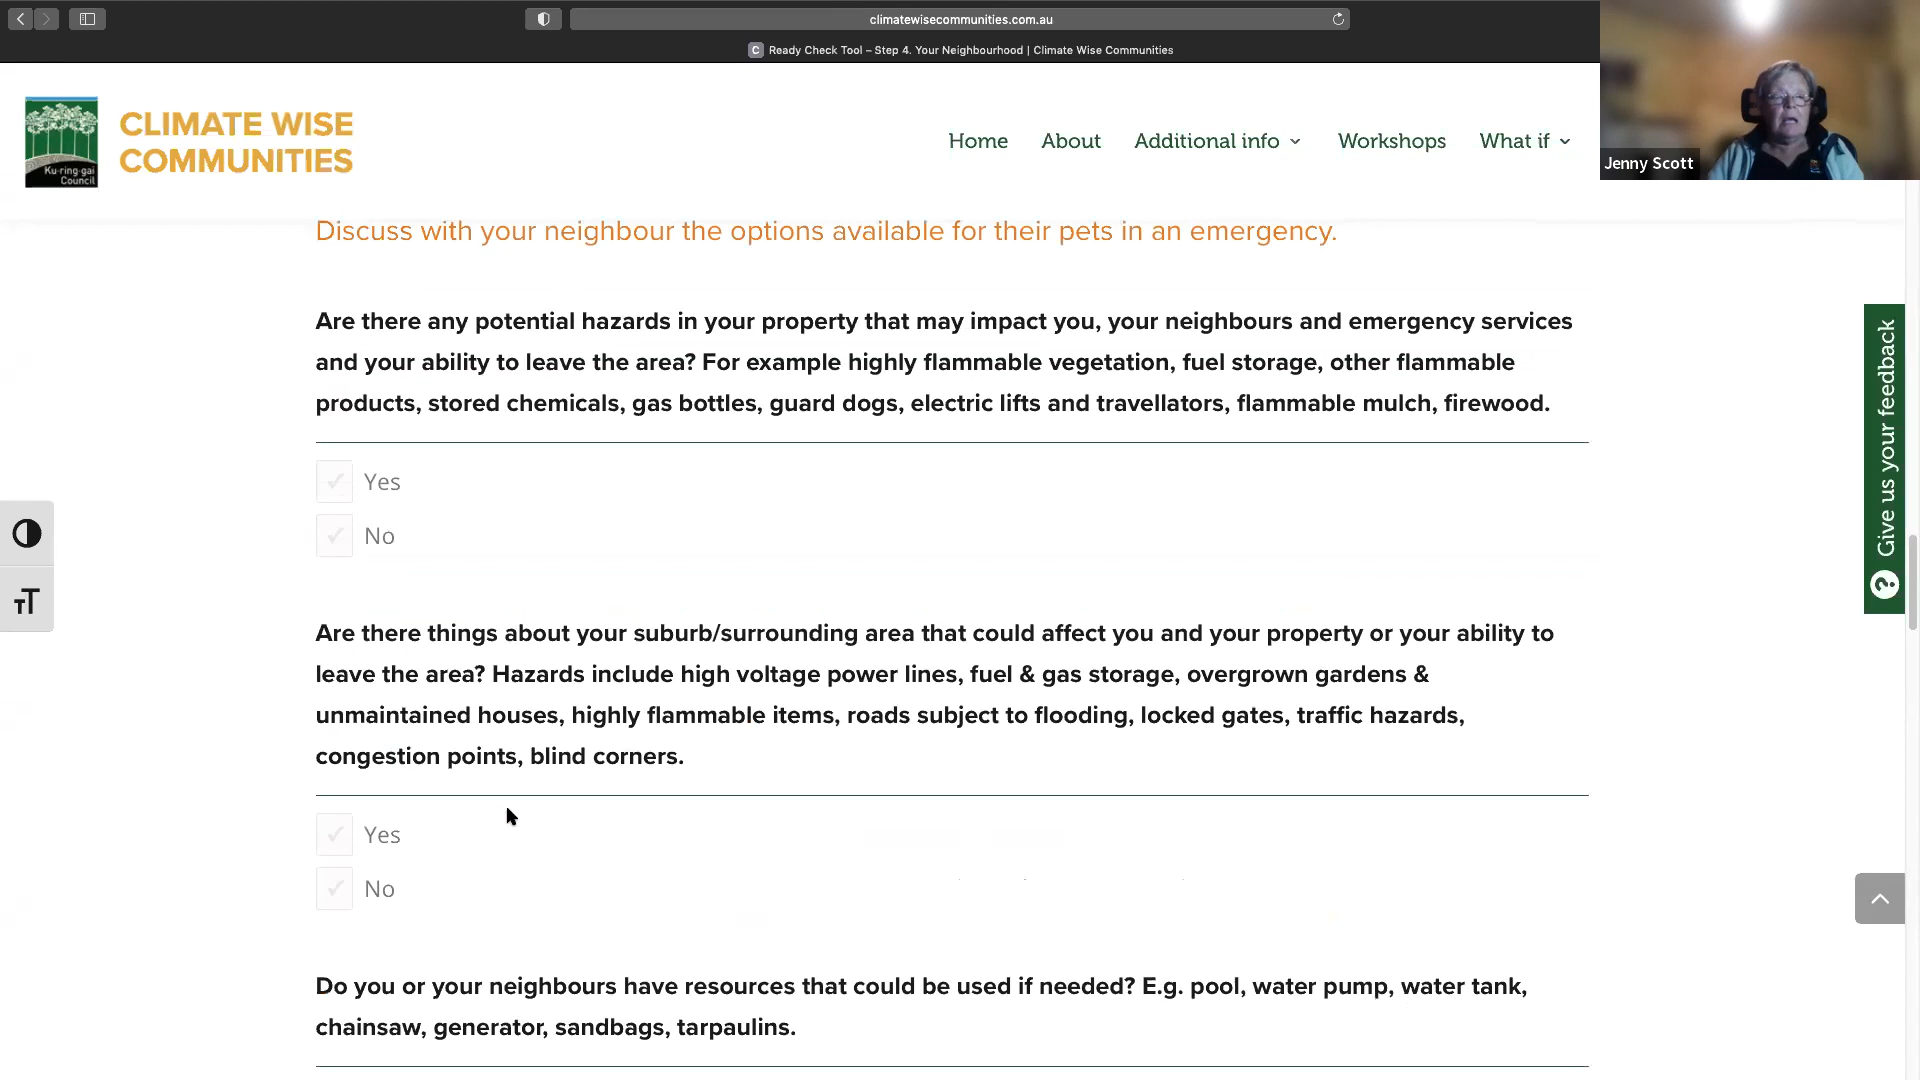 climatewisecommunities.com.au
C Ready Check Tool – Step 4. Your Neighbourhood | Climate Wise Communities
Jenny Scott
Ku-ring-gai
Council
CLIMATE WISE
COMMUNITIES
Home About Additional info Workshops What if
Discuss with your neighbour the options available for their pets in an emergency.
Are there any potential hazards in your property that may impact you, your neighbours and emergency services
and your ability to leave the area? For example highly flammable vegetation, fuel storage, other flammable
products, stored chemicals, gas bottles, guard dogs, electric lifts and travellators, flammable mulch, firewood.
Yes
No
Are there things about your suburb/surrounding area that could affect you and your property or your ability to
leave the area? Hazards include high voltage power lines, fuel & gas storage, overgrown gardens &
unmaintained houses, highly flammable items, roads subject to flooding, locked gates, traffic hazards,
congestion points, blind corners.
Yes
No
Do you or your neighbours have resources that could be used if needed? E.g. pool, water pump, water tank,
chainsaw, generator, sandbags, tarpaulins.
TT
Give us your feedback